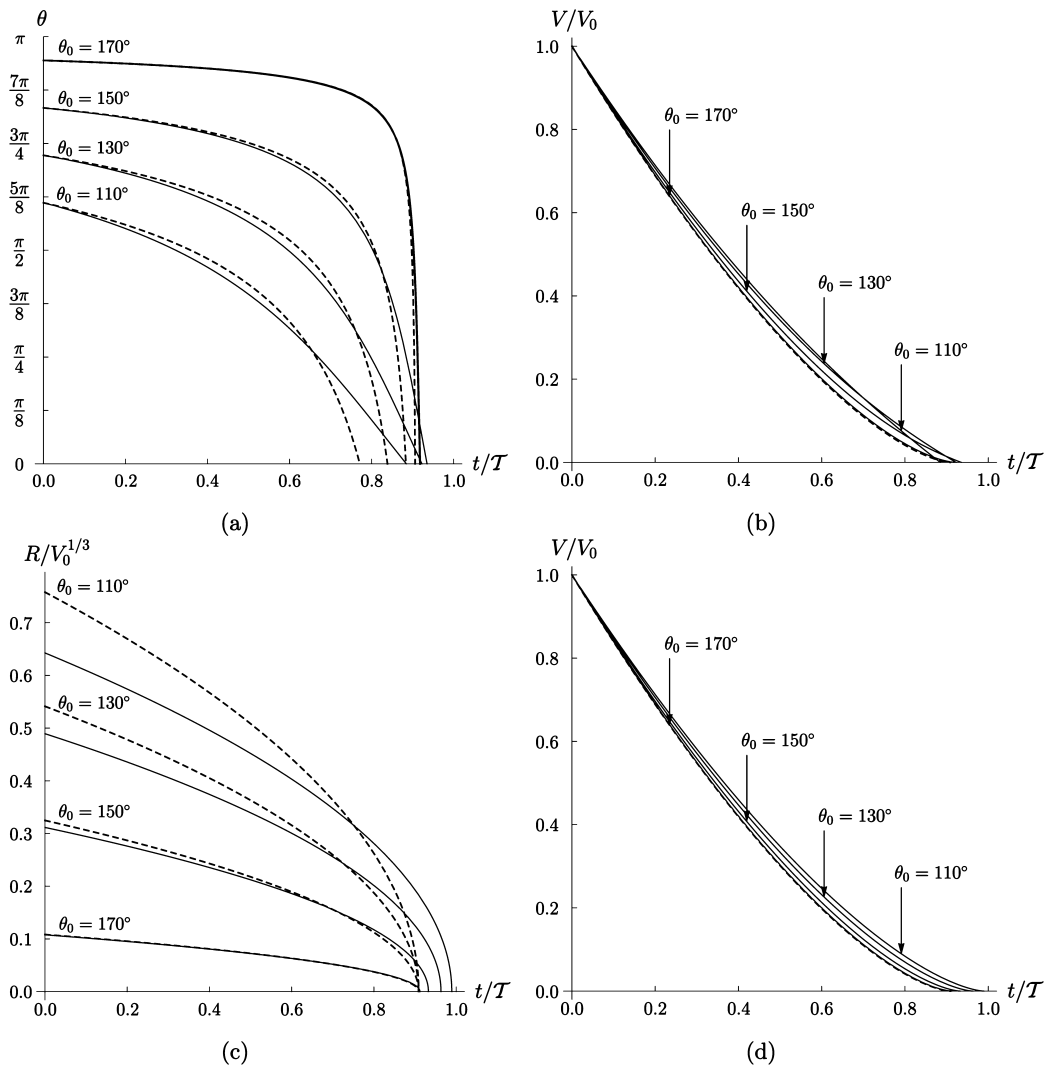 θ
π
θ₀ = 170°
7π/8
θ₀ = 150°
3π/4
θ₀ = 130°
5π/8
θ₀ = 110°
π/2
3π/8
π/4
π/8
0
0.0 0.2 0.4 0.6 0.8 1.0 t/𝒯
(a)
V/V₀
1.0
θ₀ = 170°
0.8
θ₀ = 150°
0.6
θ₀ = 130°
0.4
θ₀ = 110°
0.2
0.0
0.0 0.2 0.4 0.6 0.8 1.0 t/𝒯
(b)
R/V₀^{1/3}
θ₀ = 110°
0.7
0.6
θ₀ = 130°
0.5
0.4
θ₀ = 150°
0.3
0.2
θ₀ = 170°
0.1
0.0
0.0 0.2 0.4 0.6 0.8 1.0 t/𝒯
(c)
V/V₀
1.0
θ₀ = 170°
0.8
θ₀ = 150°
0.6
θ₀ = 130°
0.4
θ₀ = 110°
0.2
0.0
0.0 0.2 0.4 0.6 0.8 1.0 t/𝒯
(d)